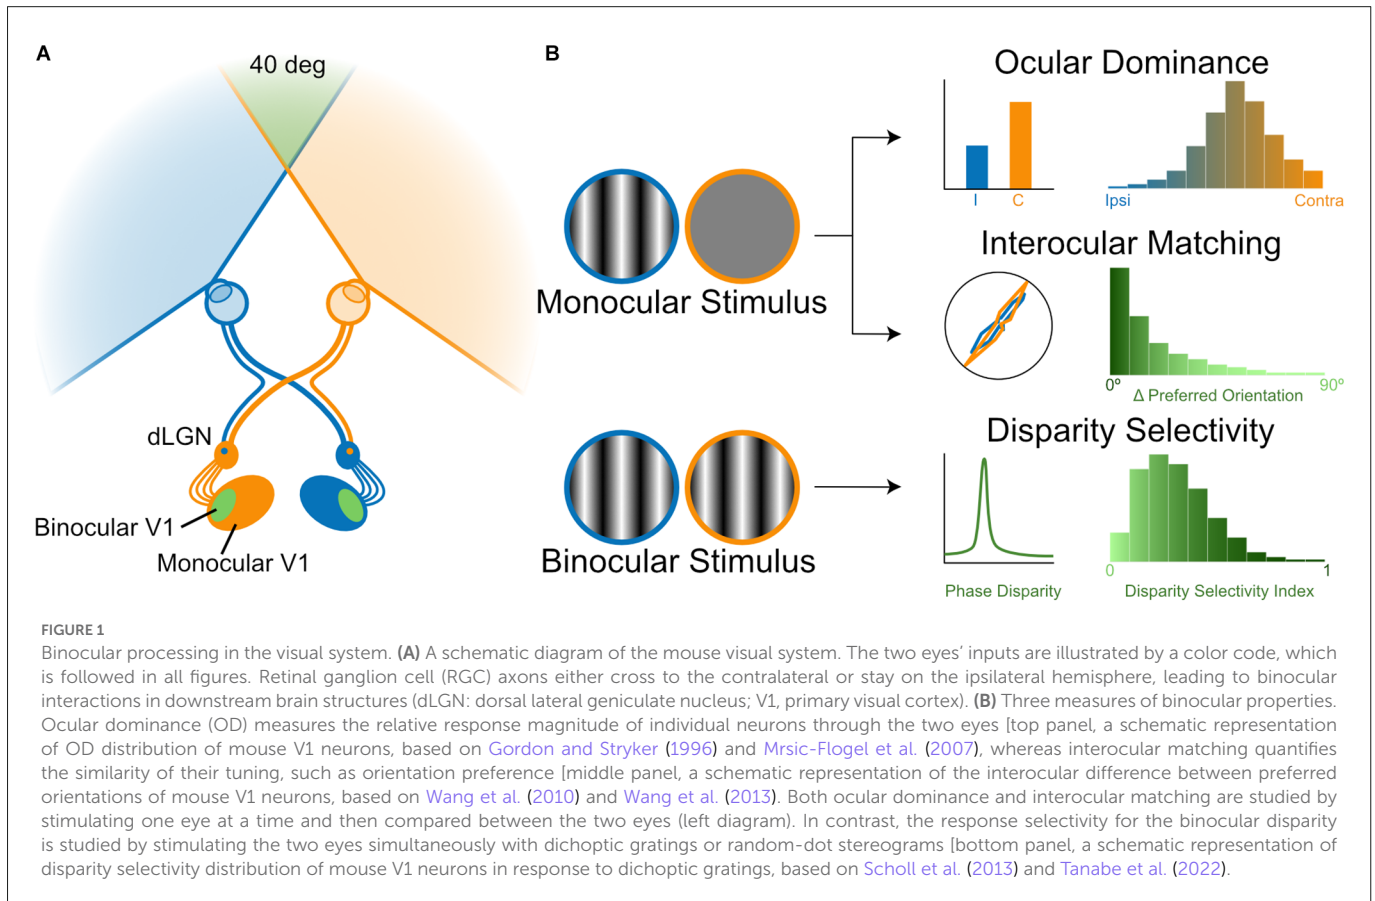 A
40 deg
dLGN
Binocular V1
Monocular V1
B
Monocular Stimulus
Binocular Stimulus
Ocular Dominance
I
C
Ipsi
Contra
Interocular Matching
0º
90º
Δ Preferred Orientation
Disparity Selectivity
Phase Disparity
0
1
Disparity Selectivity Index
FIGURE 1
Binocular processing in the visual system. (A) A schematic diagram of the mouse visual system. The two eyes’ inputs are illustrated by a color code, which
is followed in all figures. Retinal ganglion cell (RGC) axons either cross to the contralateral or stay on the ipsilateral hemisphere, leading to binocular
interactions in downstream brain structures (dLGN: dorsal lateral geniculate nucleus; V1, primary visual cortex). (B) Three measures of binocular properties.
Ocular dominance (OD) measures the relative response magnitude of individual neurons through the two eyes [top panel, a schematic representation
of OD distribution of mouse V1 neurons, based on Gordon and Stryker (1996) and Mrsic-Flogel et al. (2007), whereas interocular matching quantifies
the similarity of their tuning, such as orientation preference [middle panel, a schematic representation of the interocular difference between preferred
orientations of mouse V1 neurons, based on Wang et al. (2010) and Wang et al. (2013). Both ocular dominance and interocular matching are studied by
stimulating one eye at a time and then compared between the two eyes (left diagram). In contrast, the response selectivity for the binocular disparity
is studied by stimulating the two eyes simultaneously with dichoptic gratings or random-dot stereograms [bottom panel, a schematic representation of
disparity selectivity distribution of mouse V1 neurons in response to dichoptic gratings, based on Scholl et al. (2013) and Tanabe et al. (2022).